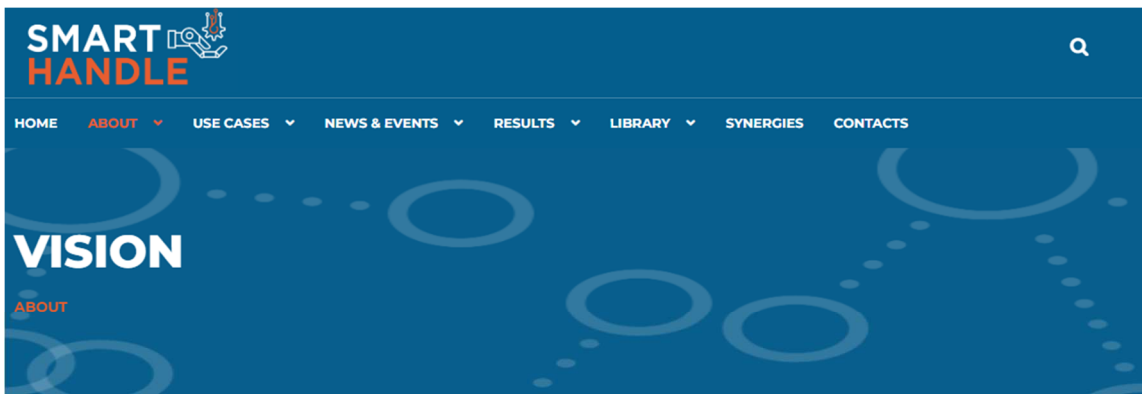 SMART
HANDLE
HOME ABOUT USE CASES NEWS & EVENTS RESULTS LIBRARY SYNERGIES CONTACTS
VISION
ABOUT